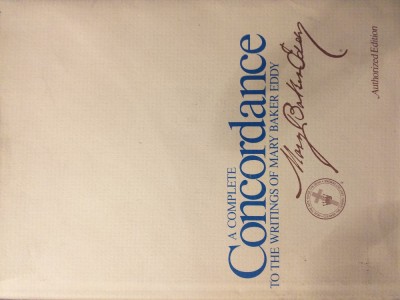 A COMPLETE
Concordance
TO THE WRITINGS OF MARY BAKER EDDY
Mary Baker Eddy
Authorized Edition